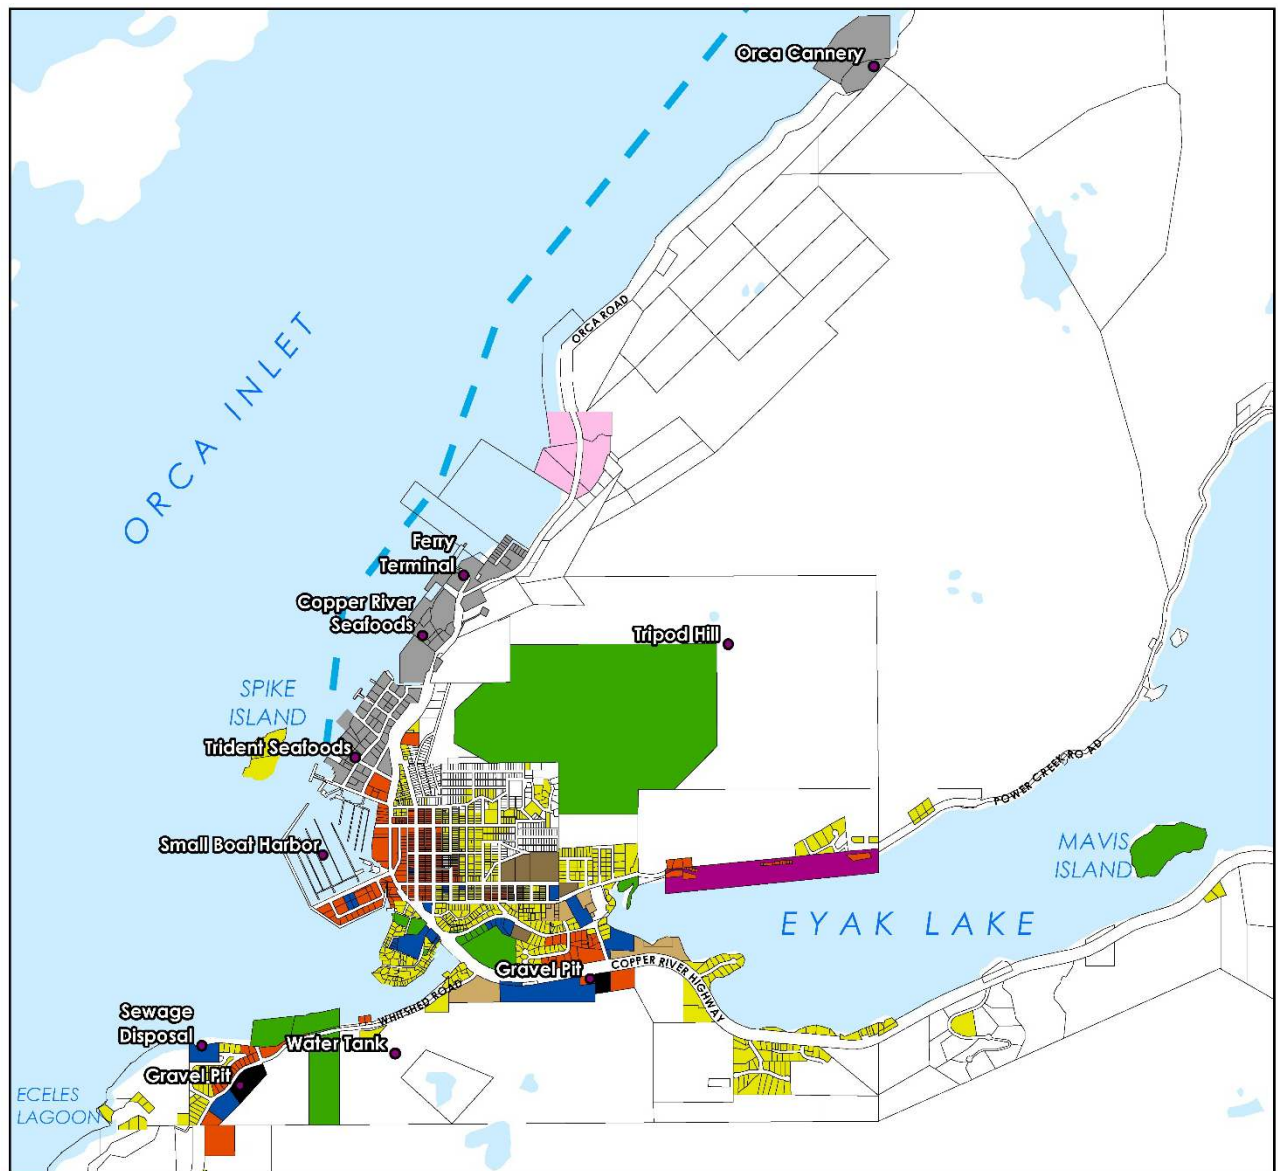 Orca Cannery
ORCA ROAD
ORCA INLET
Ferry
Terminal
Copper River
Seafoods
Tripod Hill
SPIKE
ISLAND
Trident Seafoods
POWER CREEK ROAD
Small Boat Harbor
MAVIS
ISLAND
EYAK LAKE
Gravel Pit
COPPER RIVER HIGHWAY
WHITSHED ROAD
Sewage
Disposal
Water Tank
Gravel Pit
ECELES
LAGOON